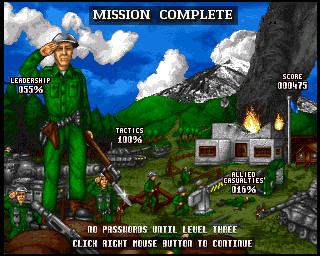 MISSION COMPLETE
LEADERSHIP
055%
SCORE
000475
TACTICS
100%
ALLIED
CASUALTIES
016%
NO PASSWORDS UNTIL LEVEL THREE
CLICK RIGHT MOUSE BUTTON TO CONTINUE